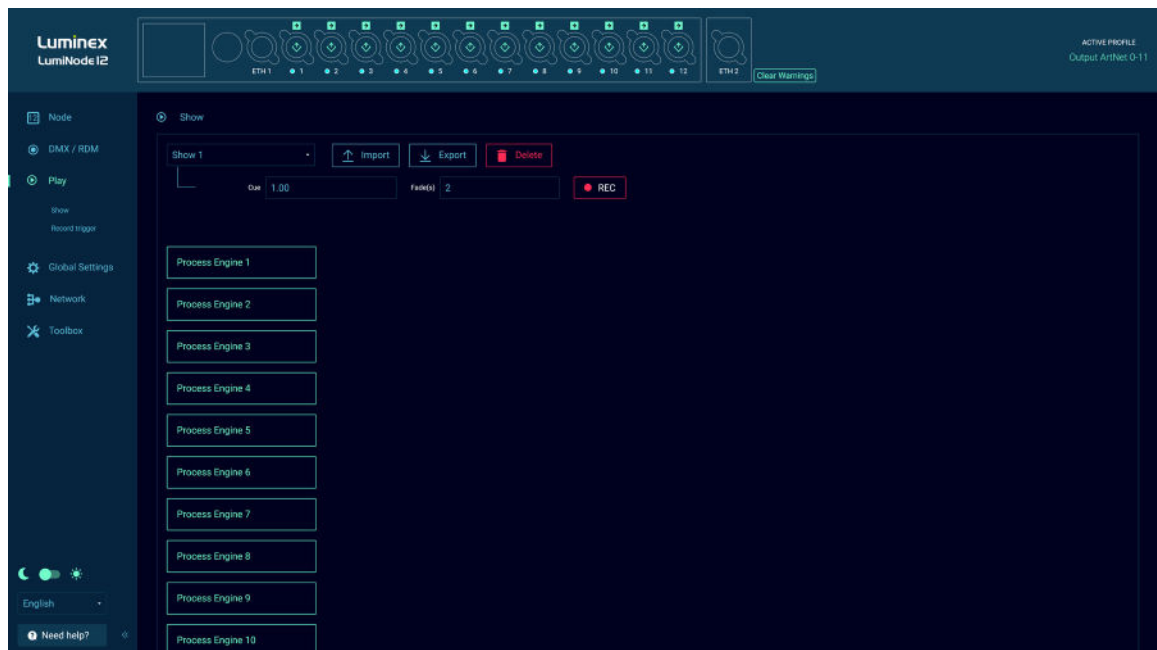 Luminex
LumiNode 12
ETH 1
1
2
3
4
5
6
7
8
9
10
11
12
ETH 2
Clear Warnings
ACTIVE PROFILE
Output ArtNet 0-11
Node
DMX / RDM
Play
Show
Record trigger
Global Settings
Network
Toolbox
English
Need help?
Show
Show 1
Import
Export
Delete
Cue
1.00
Fade(s)
2
REC
Process Engine 1
Process Engine 2
Process Engine 3
Process Engine 4
Process Engine 5
Process Engine 6
Process Engine 7
Process Engine 8
Process Engine 9
Process Engine 10